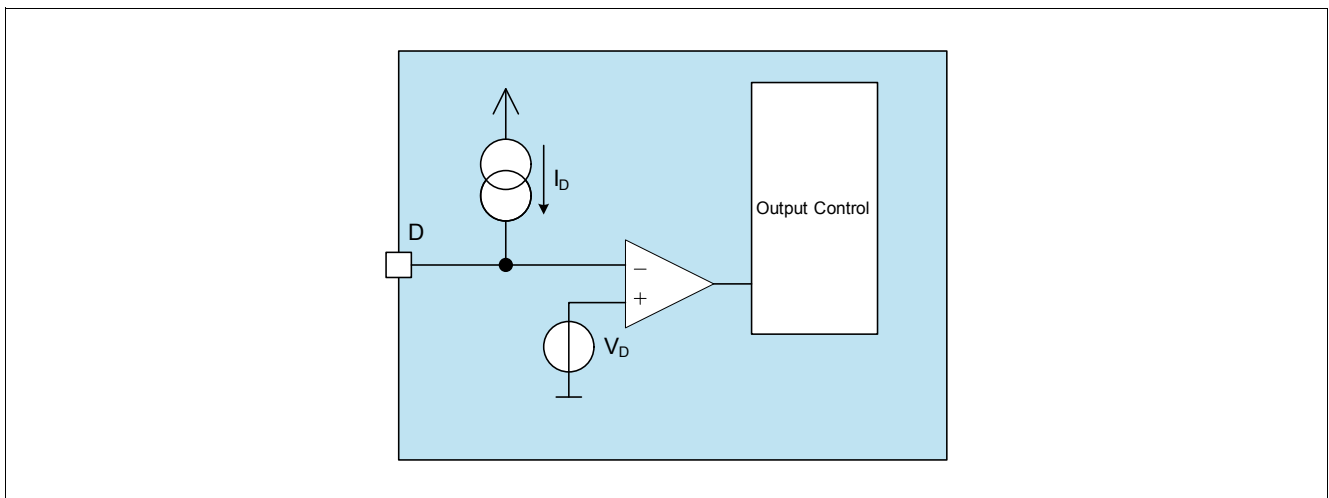 I_D
D
Output Control
−
+
V_D